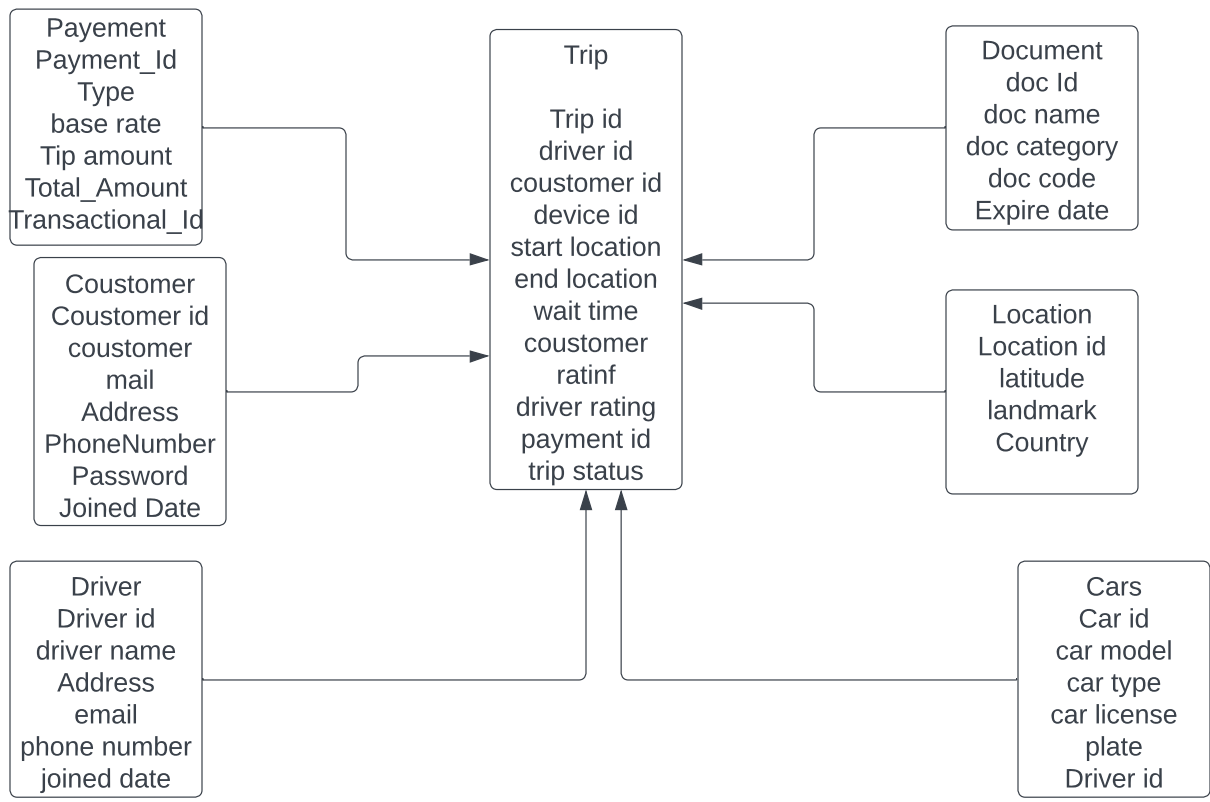 Payement
Payment_Id
Type
base rate
Tip amount
Total_Amount
Transactional_Id
Coustomer
Coustomer id
coustomer
mail
Address
PhoneNumber
Password
Joined Date
Driver
Driver id
driver name
Address
email
phone number
joined date
Trip
Trip id
driver id
coustomer id
device id
start location
end location
wait time
coustomer
ratinf
driver rating
payment id
trip status
Document
doc Id
doc name
doc category
doc code
Expire date
Location
Location id
latitude
landmark
Country
Cars
Car id
car model
car type
car license
plate
Driver id